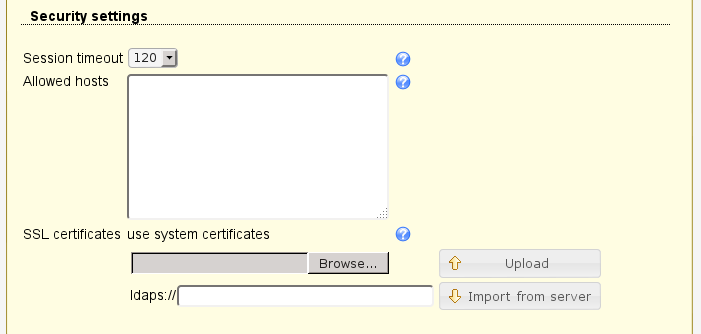 Security settings
Session timeout 120
Allowed hosts
SSL certificates use system certificates
Browse... Upload
ldaps:// Import from server